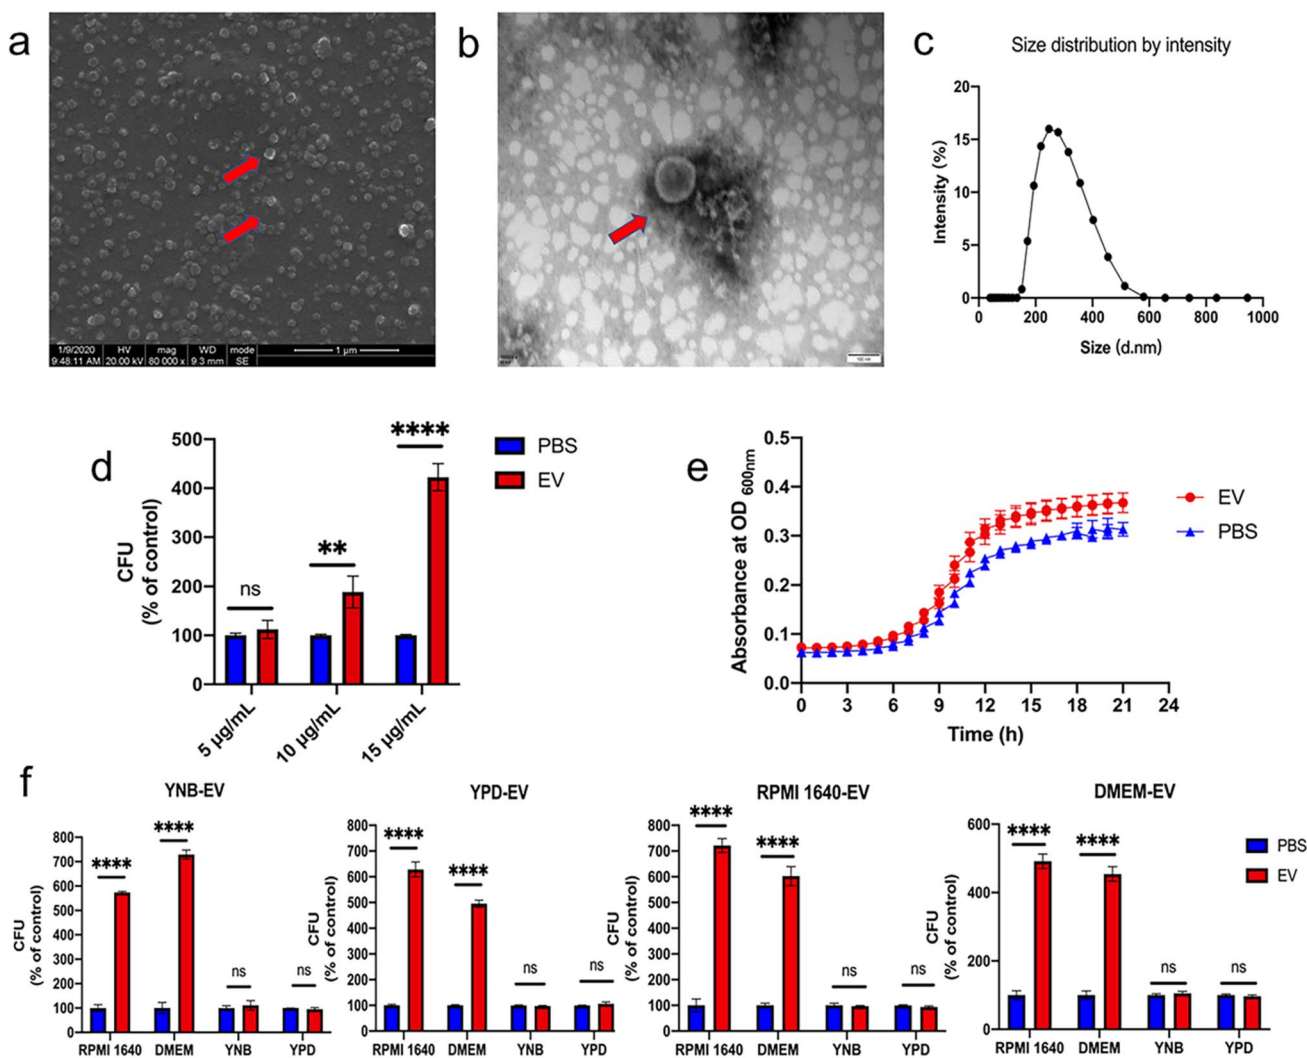 a
1/9/2020 HV mag WD mode
9:48:11 AM 20.00 kV 80 000 x 9.3 mm SE
1 µm
b
100 nm
c
Size distribution by intensity
Intensity (%)
20
15
10
5
0
0 200 400 600 800 1000
Size (d.nm)
d
CFU
(% of control)
500
400
300
200
100
0
ns
**
****
5 µg/mL
10 µg/mL
15 µg/mL
PBS
EV
e
Absorbance at OD 600nm
0.5
0.4
0.3
0.2
0.1
0.0
0 3 6 9 12 15 18 21 24
Time (h)
EV
PBS
f
YNB-EV
CFU
(% of control)
800
700
600
500
400
300
200
100
0
****
****
ns
ns
RPMI 1640 DMEM YNB YPD
YPD-EV
CFU
(% of control)
800
700
600
500
400
300
200
100
0
****
****
ns
ns
RPMI 1640 DMEM YNB YPD
RPMI 1640-EV
CFU
(% of control)
800
700
600
500
400
300
200
100
0
****
****
ns
ns
RPMI 1640 DMEM YNB YPD
DMEM-EV
CFU
(% of control)
600
400
200
0
****
****
ns
ns
RPMI 1640 DMEM YNB YPD
PBS
EV